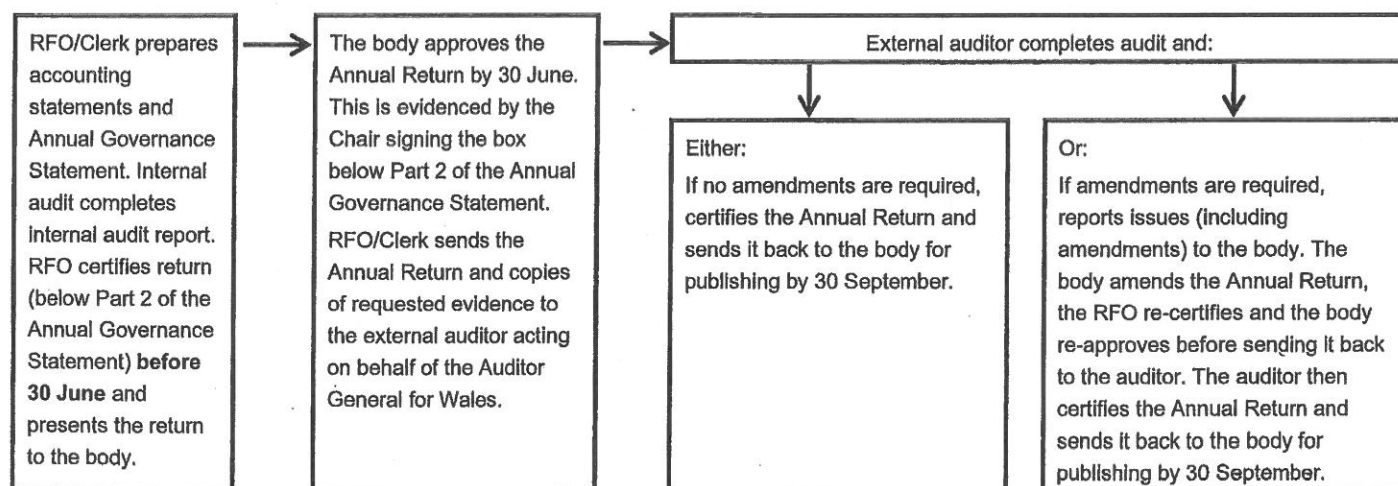 RFO/Clerk prepares
accounting
statements and
Annual Governance
Statement. Internal
audit completes
internal audit report.
RFO certifies return
(below Part 2 of the
Annual Governance
Statement) before
30 June and
presents the return
to the body.
The body approves the
Annual Return by 30 June.
This is evidenced by the
Chair signing the box
below Part 2 of the Annual
Governance Statement.
RFO/Clerk sends the
Annual Return and copies
of requested evidence to
the external auditor acting
on behalf of the Auditor
General for Wales.
External auditor completes audit and:
Either:
If no amendments are required,
certifies the Annual Return and
sends it back to the body for
publishing by 30 September.
Or:
If amendments are required,
reports issues (including
amendments) to the body. The
body amends the Annual Return,
the RFO re-certifies and the body
re-approves before sending it back
to the auditor. The auditor then
certifies the Annual Return and
sends it back to the body for
publishing by 30 September.